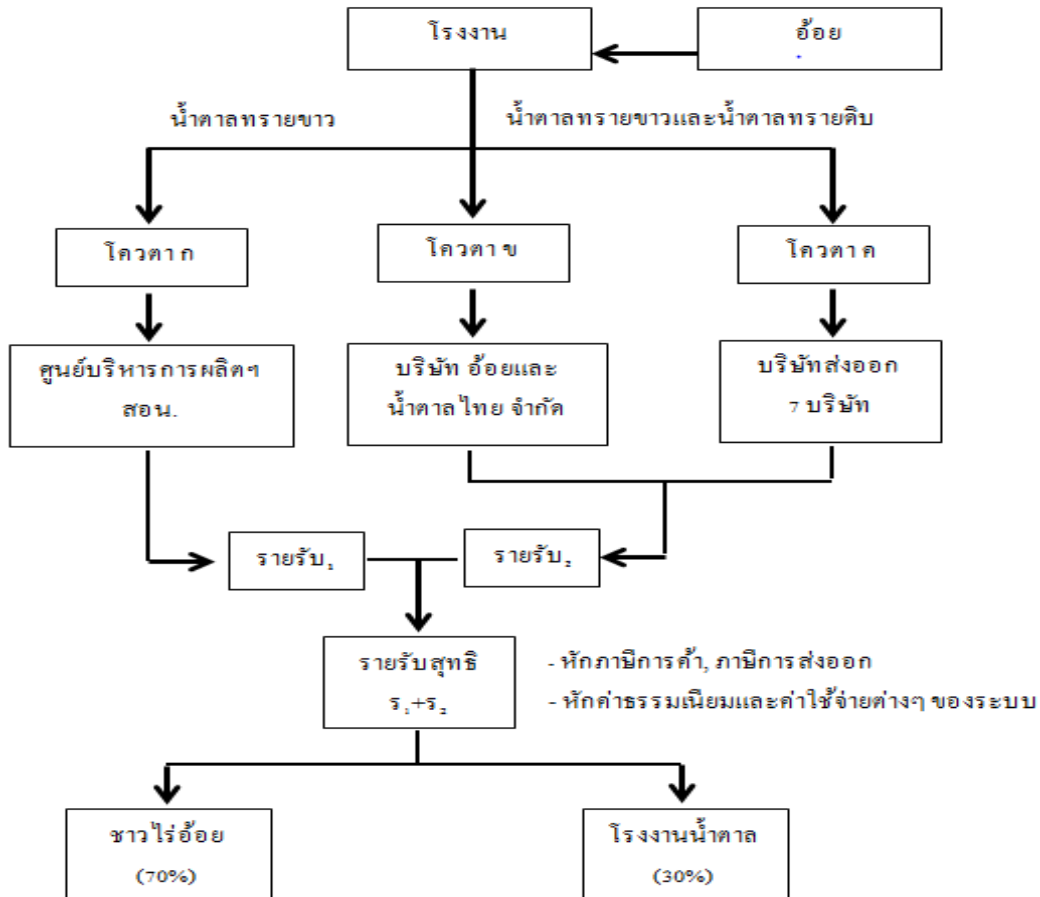 โรงงาน
อ้อย
น้ำตาลทรายขาว
น้ำตาลทรายขาวและน้ำตาลทรายดิบ
โควตา ก
โควตา ข
โควตา ค
ศูนย์บริหารการผลิตฯ
สอน.
บริษัท อ้อยและ
น้ำตาลไทย จำกัด
บริษัทส่งออก
7 บริษัท
รายรับ₁
รายรับ₂
รายรับสุทธิ
ร₁+ร₂
- หักภาษีการค้า, ภาษีการส่งออก
- หักค่าธรรมเนียมและค่าใช้จ่ายต่างๆ ของระบบ
ชาวไร่อ้อย
(70%)
โรงงานน้ำตาล
(30%)